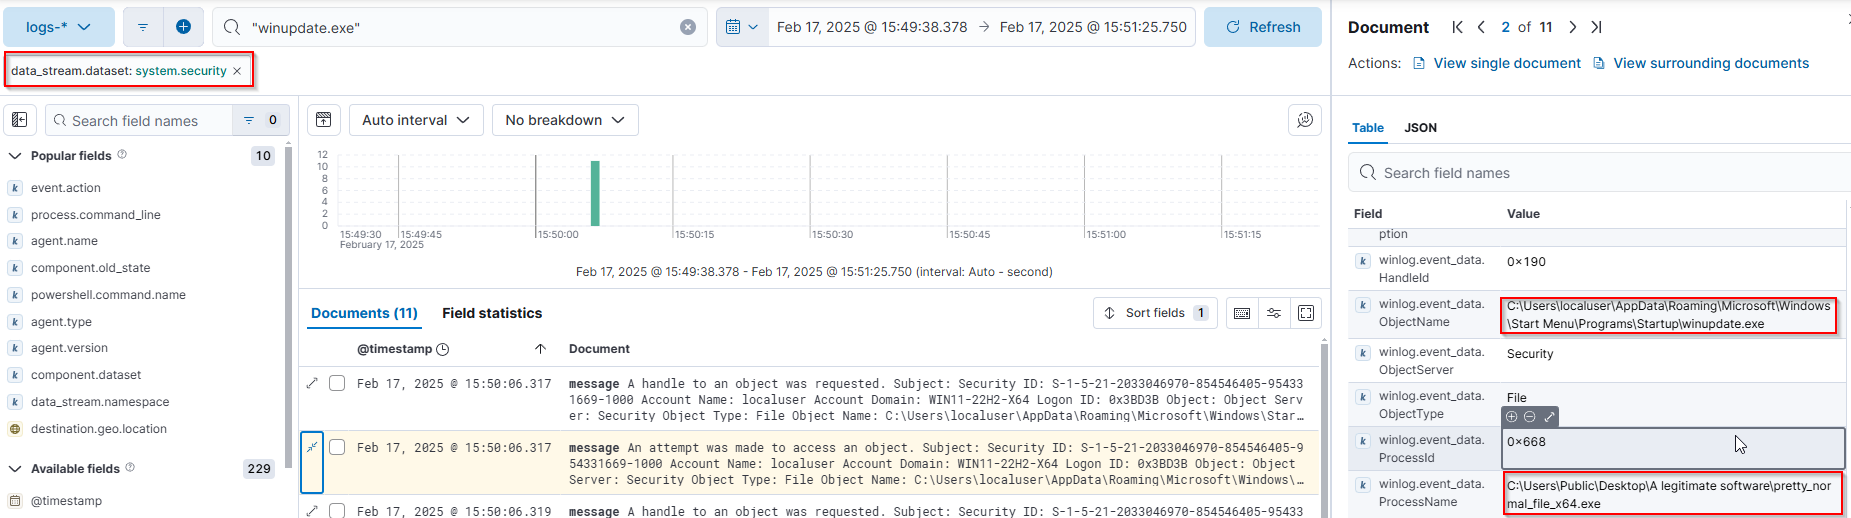 logs-*
"winupdate.exe"
Feb 17, 2025 @ 15:49:38.378 → Feb 17, 2025 @ 15:51:25.750
Refresh
data_stream.dataset: system.security ×
Search field names 0
Popular fields 10
event.action
process.command_line
agent.name
component.old_state
powershell.command.name
agent.type
agent.version
component.dataset
data_stream.namespace
destination.geo.location
Available fields 229
@timestamp
Auto interval
No breakdown
12
10
8
6
4
2
0
15:49:30 15:49:45 15:50:00 15:50:15 15:50:30 15:50:45 15:51:00 15:51:15
February 17, 2025
Feb 17, 2025 @ 15:49:38.378 - Feb 17, 2025 @ 15:51:25.750 (interval: Auto - second)
Documents (11) Field statistics
Sort fields 1
@timestamp Document
Feb 17, 2025 @ 15:50:06.317 message A handle to an object was requested. Subject: Security ID: S-1-5-21-2033046970-854546405-95433
1669-1000 Account Name: localuser Account Domain: WIN11-22H2-X64 Logon ID: 0x3BD3B Object: Object Serv
er: Security Object Type: File Object Name: C:\Users\localuser\AppData\Roaming\Microsoft\Windows\Star…
Feb 17, 2025 @ 15:50:06.317 message An attempt was made to access an object. Subject: Security ID: S-1-5-21-2033046970-854546405-9
54331669-1000 Account Name: localuser Account Domain: WIN11-22H2-X64 Logon ID: 0x3BD3B Object: Object
Server: Security Object Type: File Object Name: C:\Users\localuser\AppData\Roaming\Microsoft\Windows\…
Feb 17, 2025 @ 15:50:06.319 message A handle to an object was requested. Subject: Security ID: S-1-5-21-2033046970-854546405-95433
Document 2 of 11
Actions: View single document View surrounding documents
Table JSON
Search field names
Field Value
ption
winlog.event_data.
HandleId
0x190
winlog.event_data.
ObjectName
C:\Users\localuser\AppData\Roaming\Microsoft\Windows
\Start Menu\Programs\Startup\winupdate.exe
winlog.event_data.
ObjectServer
Security
winlog.event_data.
ObjectType
File
winlog.event_data.
ProcessId
0x668
winlog.event_data.
ProcessName
C:\Users\Public\Desktop\A legitimate software\pretty_nor
mal_file_x64.exe